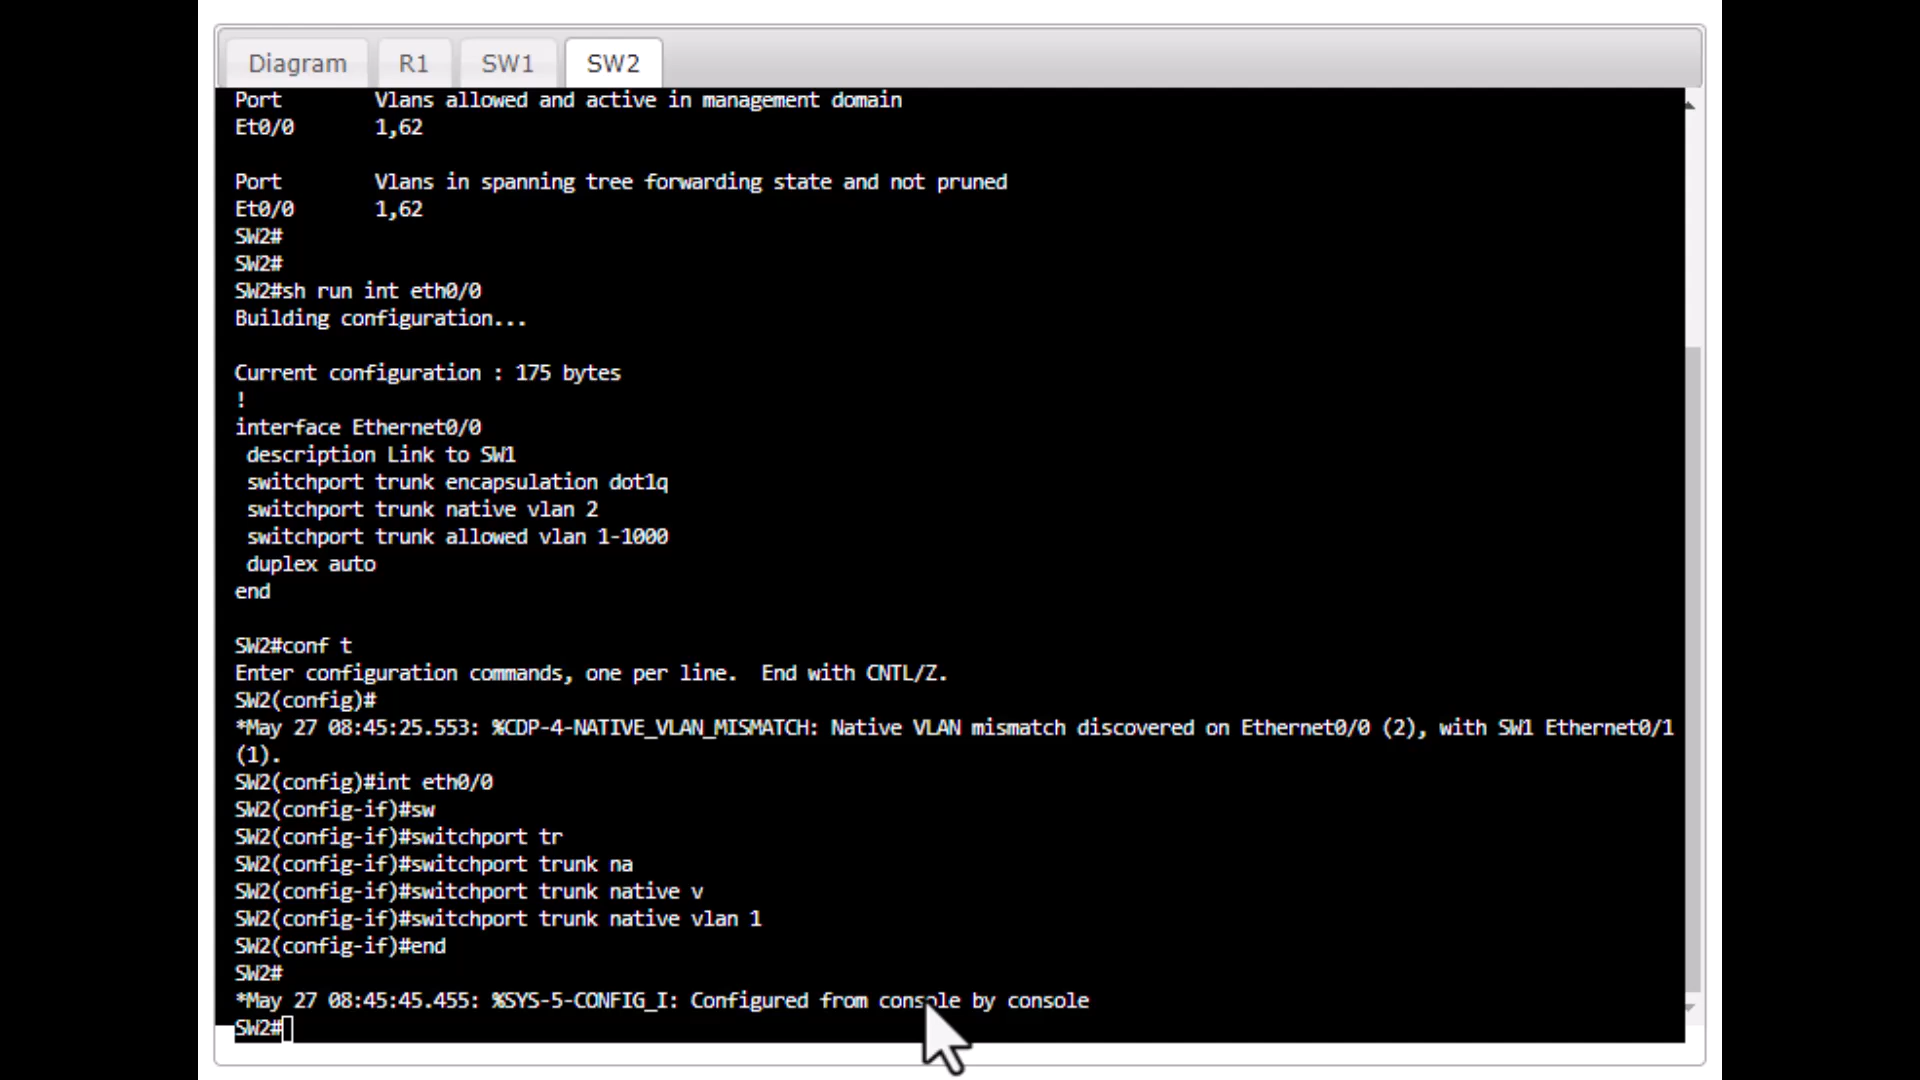 Diagram R1 SW1 SW2
Port Vlans allowed and active in management domain
Et0/0 1,62
Port Vlans in spanning tree forwarding state and not pruned
Et0/0 1,62
SW2#
SW2#
SW2#sh run int eth0/0
Building configuration...
Current configuration : 175 bytes
!
interface Ethernet0/0
description Link to SW1
switchport trunk encapsulation dot1q
switchport trunk native vlan 2
switchport trunk allowed vlan 1-1000
duplex auto
end
SW2#conf t
Enter configuration commands, one per line. End with CNTL/Z.
SW2(config)#
*May 27 08:45:25.553: %CDP-4-NATIVE_VLAN_MISMATCH: Native VLAN mismatch discovered on Ethernet0/0 (2), with SW1 Ethernet0/1
(1).
SW2(config)#int eth0/0
SW2(config-if)#sw
SW2(config-if)#switchport tr
SW2(config-if)#switchport trunk na
SW2(config-if)#switchport trunk native v
SW2(config-if)#switchport trunk native vlan 1
SW2(config-if)#end
SW2#
*May 27 08:45:45.455: %SYS-5-CONFIG_I: Configured from console by console
SW2#